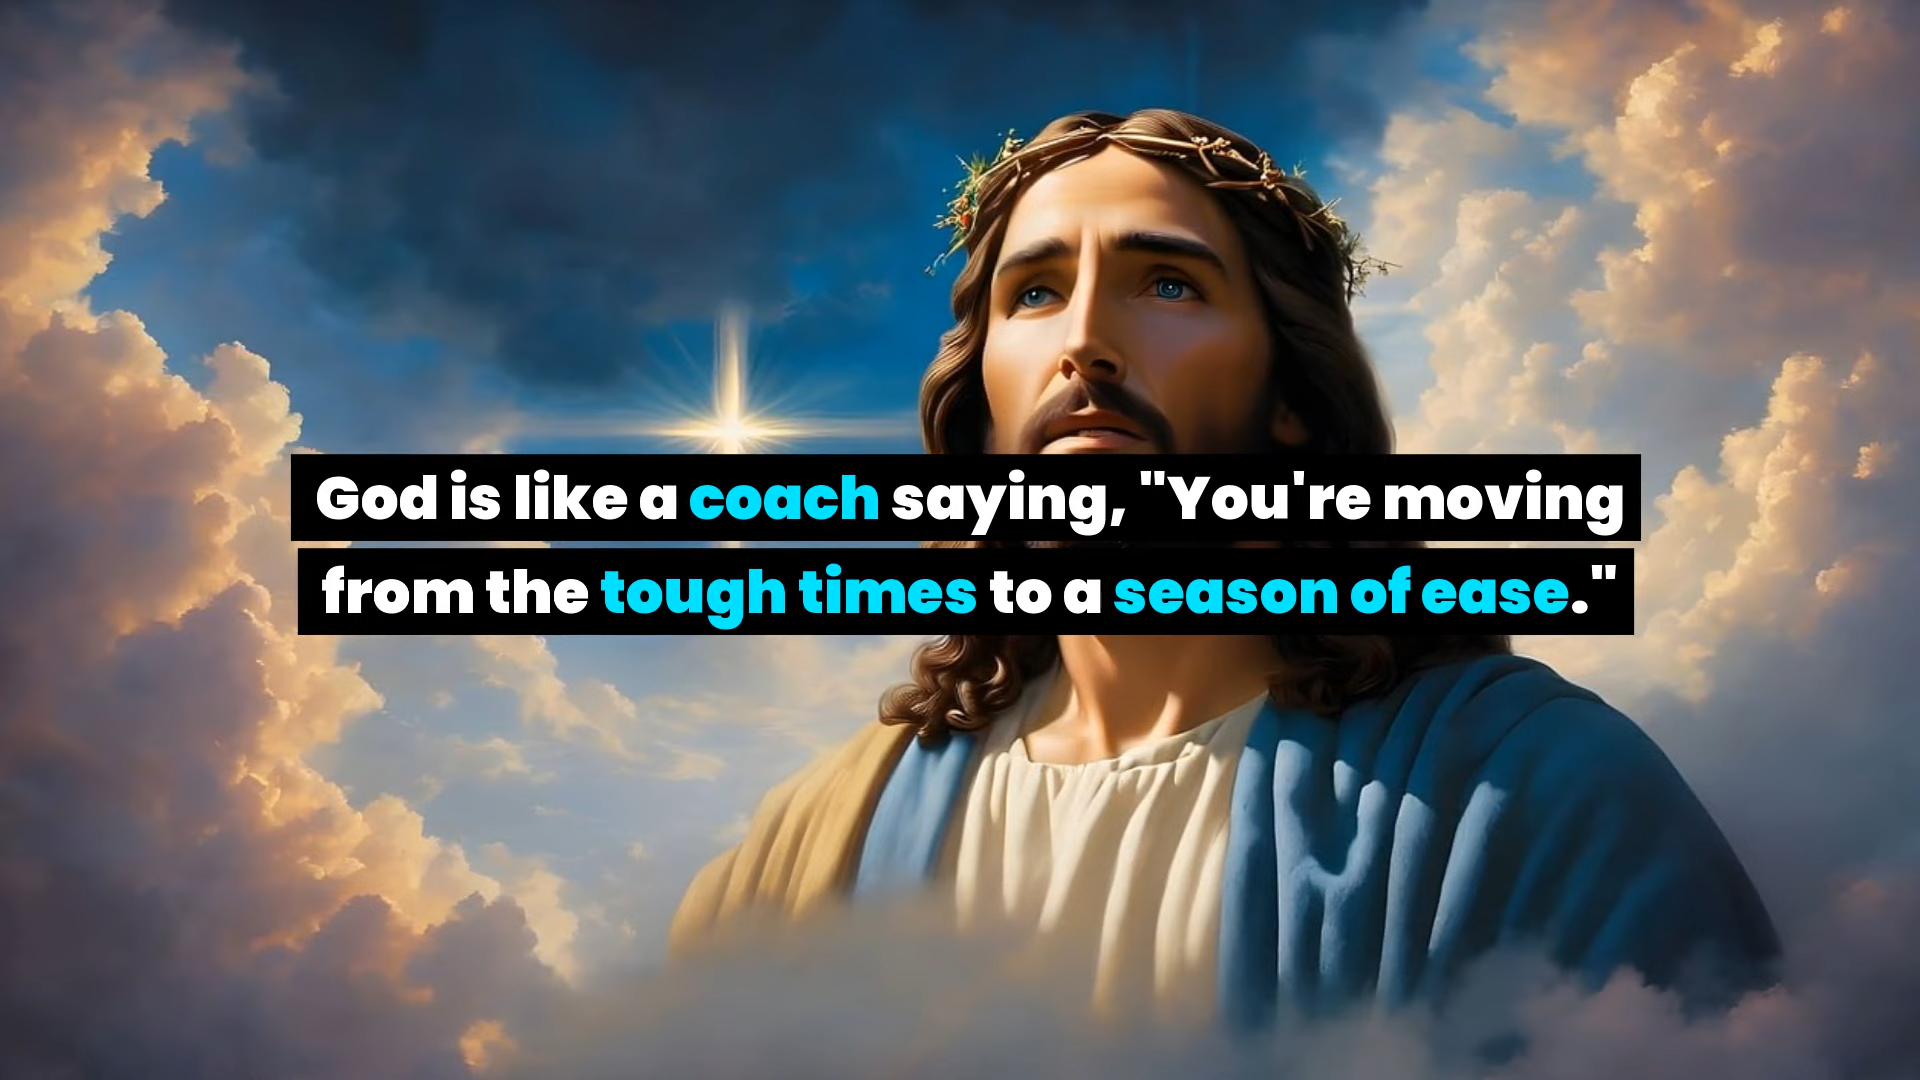 God is like a coach saying, "You're moving
from the tough times to a season of ease."